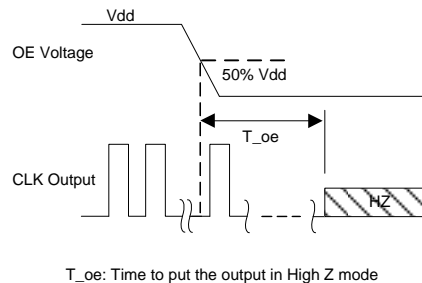 Vdd
OE Voltage
50% Vdd
T_oe
CLK Output
HZ
T_oe: Time to put the output in High Z mode